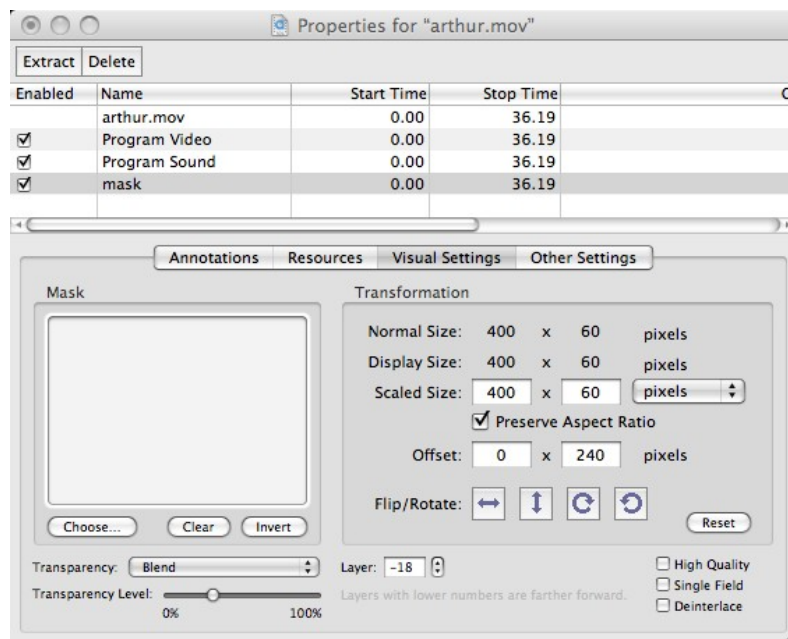 Properties for “arthur.mov”
Extract Delete
Enabled Name Start Time Stop Time
arthur.mov 0.00 36.19
Program Video 0.00 36.19
Program Sound 0.00 36.19
mask 0.00 36.19
Annotations Resources Visual Settings Other Settings
Mask Transformation
Normal Size: 400 x 60 pixels
Display Size: 400 x 60 pixels
Scaled Size: 400 x 60 pixels
Preserve Aspect Ratio
Offset: 0 x 240 pixels
Flip/Rotate:
Choose... Clear Invert Reset
Transparency: Blend Layer: -18 High Quality
Single Field
Transparency Level: Layers with lower numbers are farther forward. Deinterlace
0% 100%